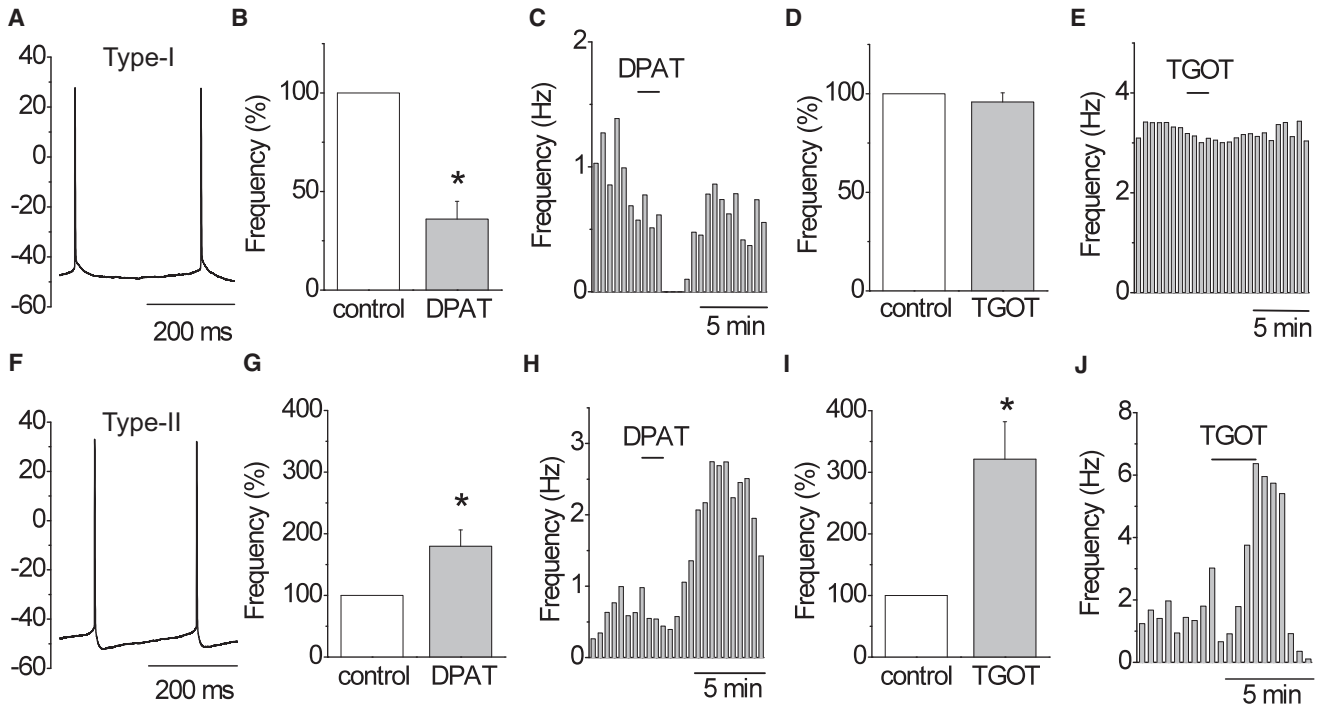 A
B
C
D
E
Type-I
40
20
0
-20
-40
-60
200 ms
Frequency (%)
100
50
0
control DPAT
Frequency (Hz)
2
1
0
DPAT
5 min
Frequency (%)
100
50
0
control TGOT
Frequency (Hz)
4
2
0
TGOT
5 min
F
G
H
I
J
Type-II
40
20
0
-20
-40
-60
200 ms
Frequency (%)
400
300
200
100
0
control DPAT
*
Frequency (Hz)
3
2
1
0
DPAT
5 min
Frequency (%)
400
300
200
100
0
control TGOT
*
Frequency (Hz)
8
6
4
2
0
TGOT
5 min